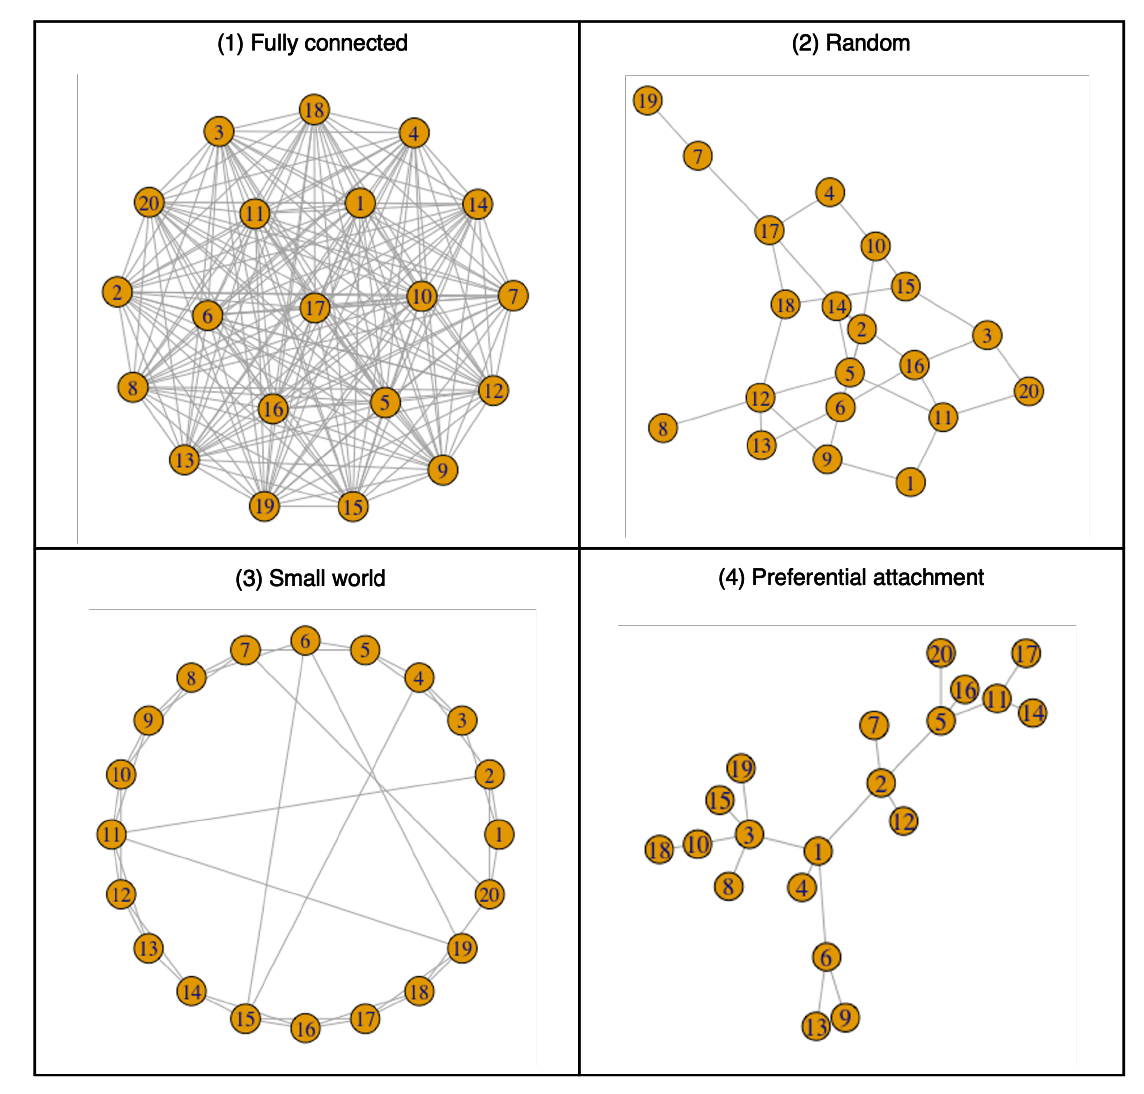 (1) Fully connected
18
3 4
20 11 1 14
2 6 17 10 7
8 16 5 12
13 9
19 15
(2) Random
19
7
4
17 10
18 14 15
2 3
5 16
12 6 20
8 13 11
9
1
(3) Small world
7 6 5
8 4
9 3
10 2
11 1
12 20
13 19
14 18
15 16 17
(4) Preferential attachment
20 17
16 11
7 5 14
19 2
15 12
18 10 3 1
8 4
6
13 9